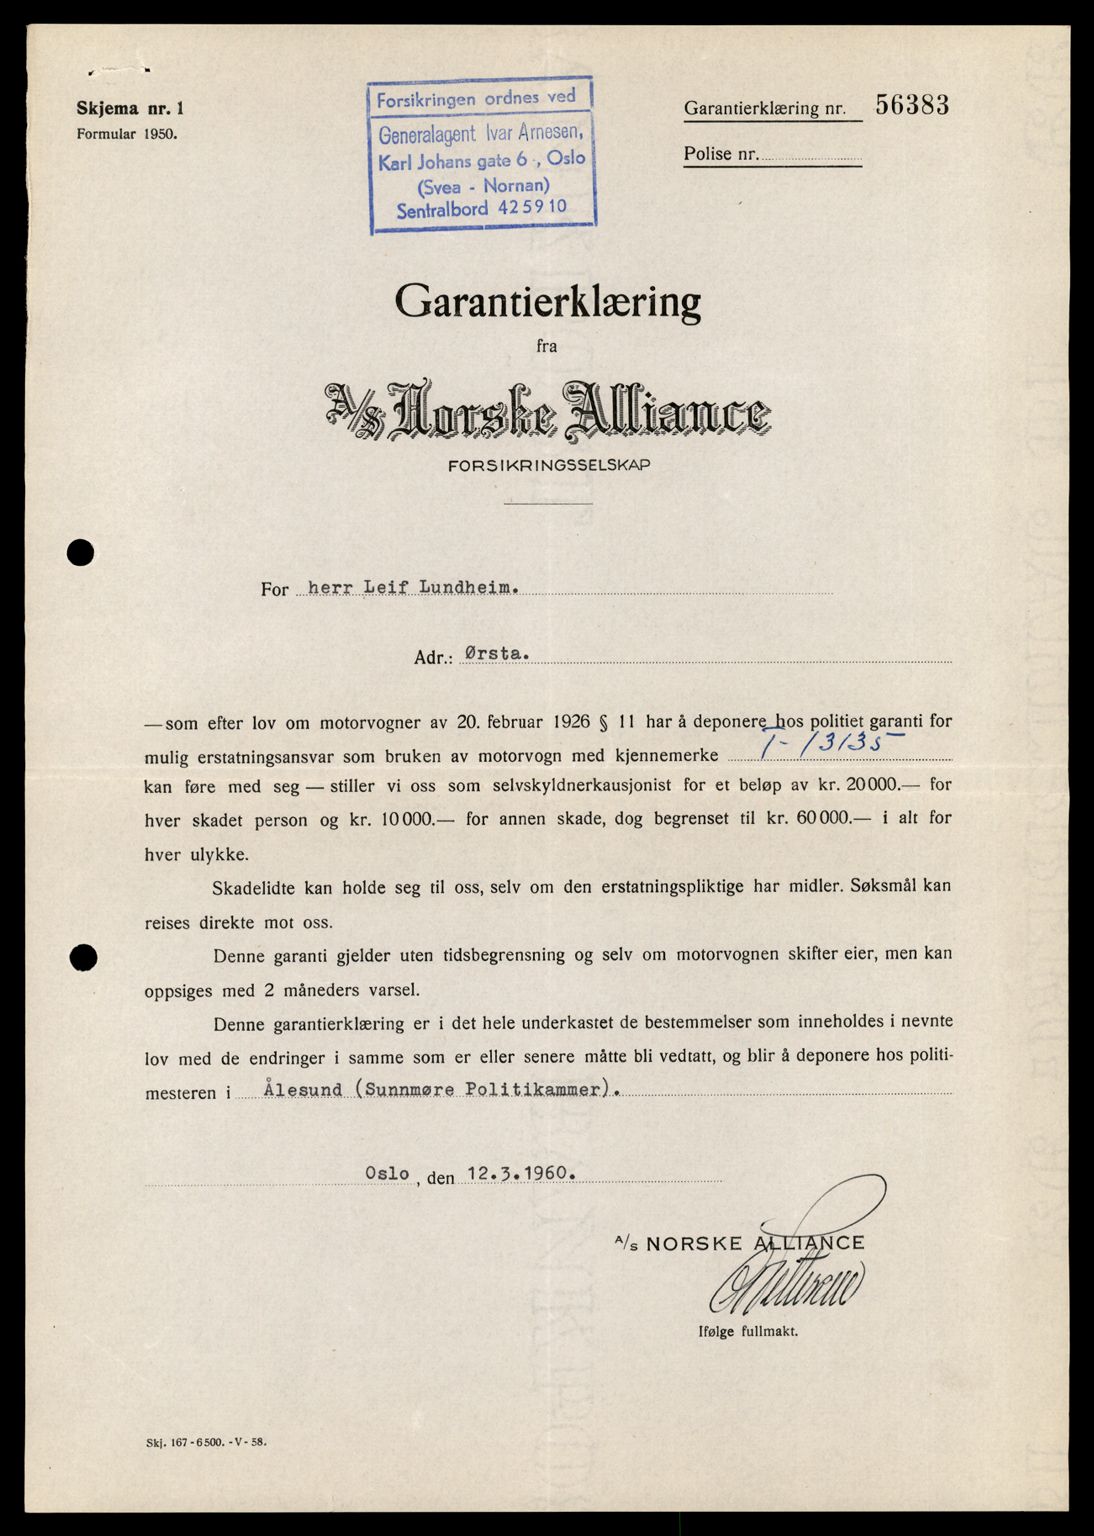 Skjema nr. 1
Formular 1950.
Forsikringen ordnes ved
Generalagent Ivar Arnesen,
Karl Johans gate 6 , Oslo
(Svea - Nornan)
Sentralbord 425910
Garantierklæring nr. 56383
Polise nr.
Garantierklæring
fra
A/s Norske Alliance
FORSIKRINGSSELSKAP
For herr Leif Lundheim.
Adr.: Ørsta.
— som efter lov om motorvogner av 20. februar 1926 § 11 har å deponere hos politiet garanti for
mulig erstatningsansvar som bruken av motorvogn med kjennemerke T-13135
kan føre med seg — stiller vi oss som selvskyldnerkausjonist for et beløp av kr. 20 000.— for
hver skadet person og kr. 10 000.— for annen skade, dog begrenset til kr. 60 000.— i alt for
hver ulykke.
Skadelidte kan holde seg til oss, selv om den erstatningspliktige har midler. Søksmål kan
reises direkte mot oss.
Denne garanti gjelder uten tidsbegrensning og selv om motorvognen skifter eier, men kan
oppsiges med 2 måneders varsel.
Denne garantierklæring er i det hele underkastet de bestemmelser som inneholdes i nevnte
lov med de endringer i samme som er eller senere måtte bli vedtatt, og blir å deponere hos politi-
mesteren i Ålesund (Sunnmøre Politikammer).
Oslo, den 12.3.1960.
A/s NORSKE ALLIANCE
Ifølge fullmakt.
Skj. 167 - 6500. - V - 58.